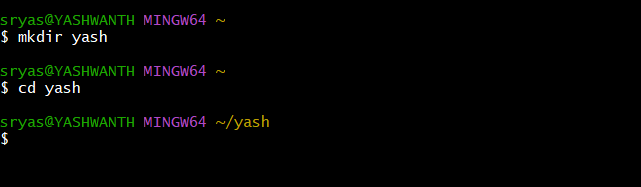 sryas@YASHWANTH MINGW64 ~
$ mkdir yash
sryas@YASHWANTH MINGW64 ~
$ cd yash
sryas@YASHWANTH MINGW64 ~/yash
$